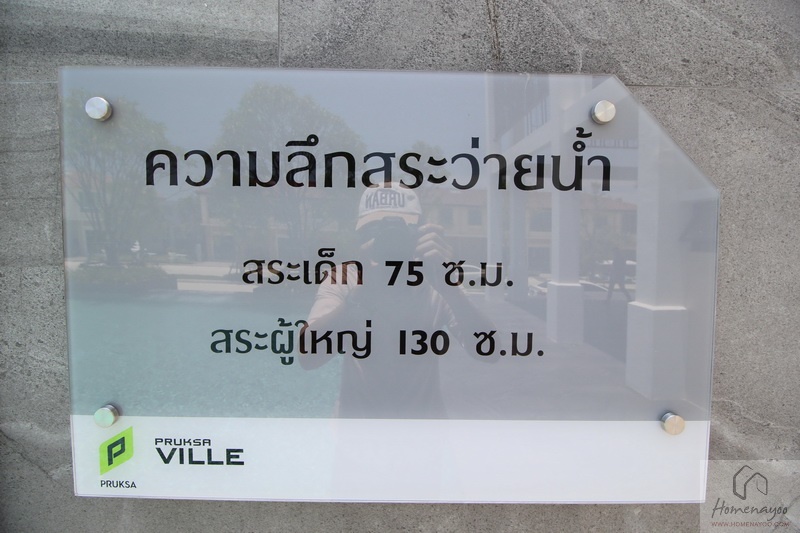 ความลึกสระว่ายน้ำ
สระเด็ก 75 ซ.ม.
สระผู้ใหญ่ 130 ซ.ม.
PRUKSA
VILLE
PRUKSA
URBAN
Homenayoo
WWW.HOMENAYOO.COM